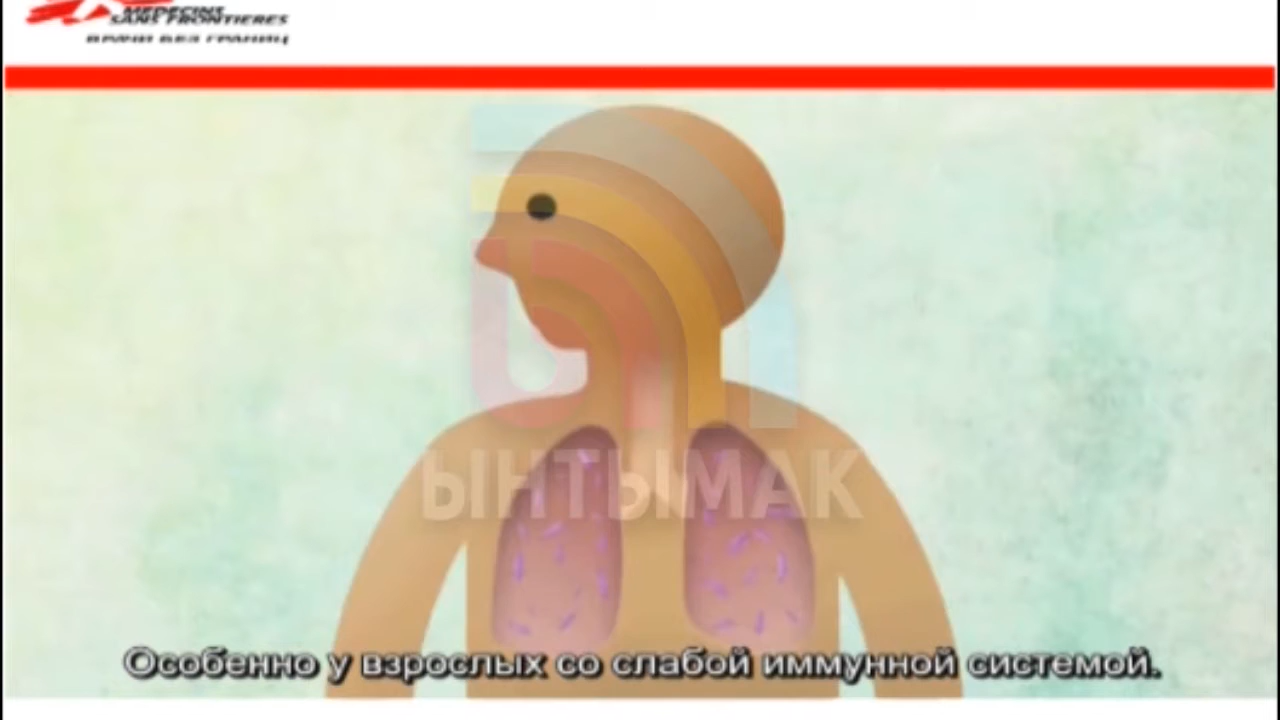 MEDECINS
SANS FRONTIERES
ВРАЧИ БЕЗ ГРАНИЦ
ЫНТЫМАК
Особенно у взрослых со слабой иммунной системой.